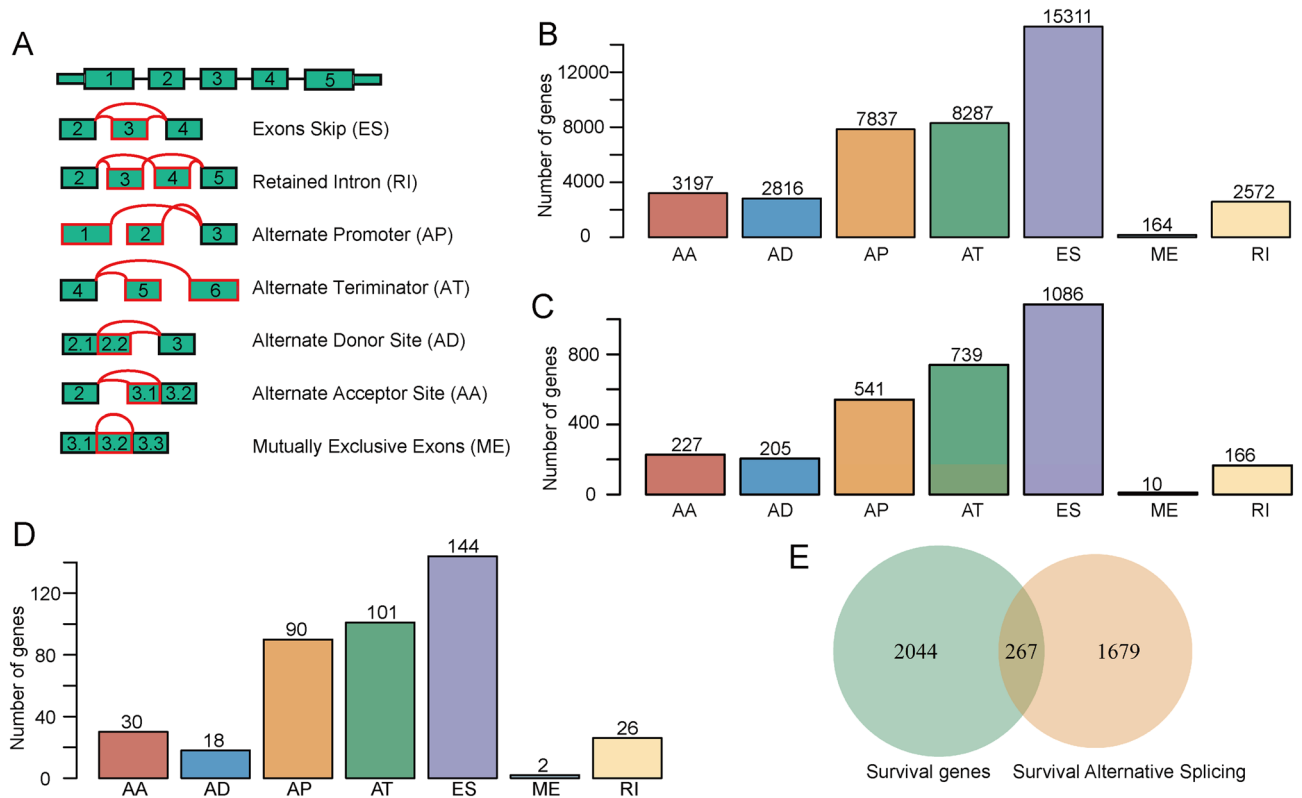 A
1 2 3 4 5
2 3 4 Exons Skip (ES)
2 3 4 5 Retained Intron (RI)
1 2 3 Alternate Promoter (AP)
4 5 6 Alternate Teriminator (AT)
2.1 2.2 3 Alternate Donor Site (AD)
2 3.1 3.2 Alternate Acceptor Site (AA)
3.1 3.2 3.3 Mutually Exclusive Exons (ME)
B
Number of genes
12000
8000
4000
0
3197 2816 7837 8287 15311 164 2572
AA AD AP AT ES ME RI
C
Number of genes
800
400
0
227 205 541 739 1086 10 166
AA AD AP AT ES ME RI
D
Number of genes
120
80
40
0
30 18 90 101 144 2 26
AA AD AP AT ES ME RI
E
2044 267 1679
Survival genes Survival Alternative Splicing